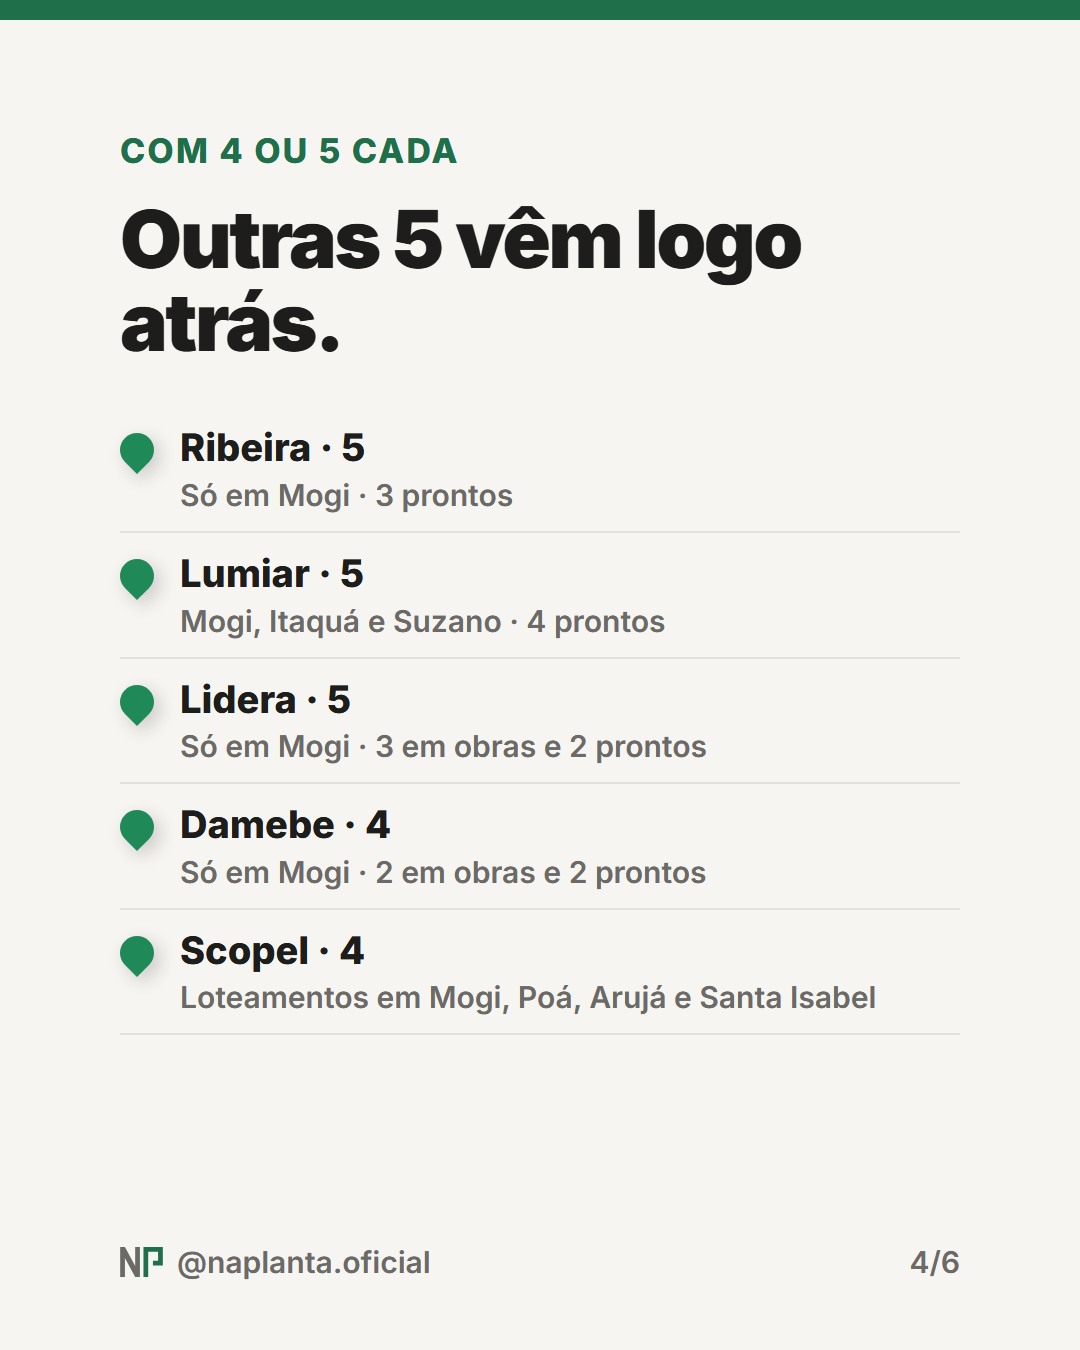 COM 4 OU 5 CADA
Outras 5 vêm logo
atrás.
Ribeira · 5
Só em Mogi · 3 prontos
Lumiar · 5
Mogi, Itaquá e Suzano · 4 prontos
Lidera · 5
Só em Mogi · 3 em obras e 2 prontos
Damebe · 4
Só em Mogi · 2 em obras e 2 prontos
Scopel · 4
Loteamentos em Mogi, Poá, Arujá e Santa Isabel
NP @naplanta.oficial
4/6